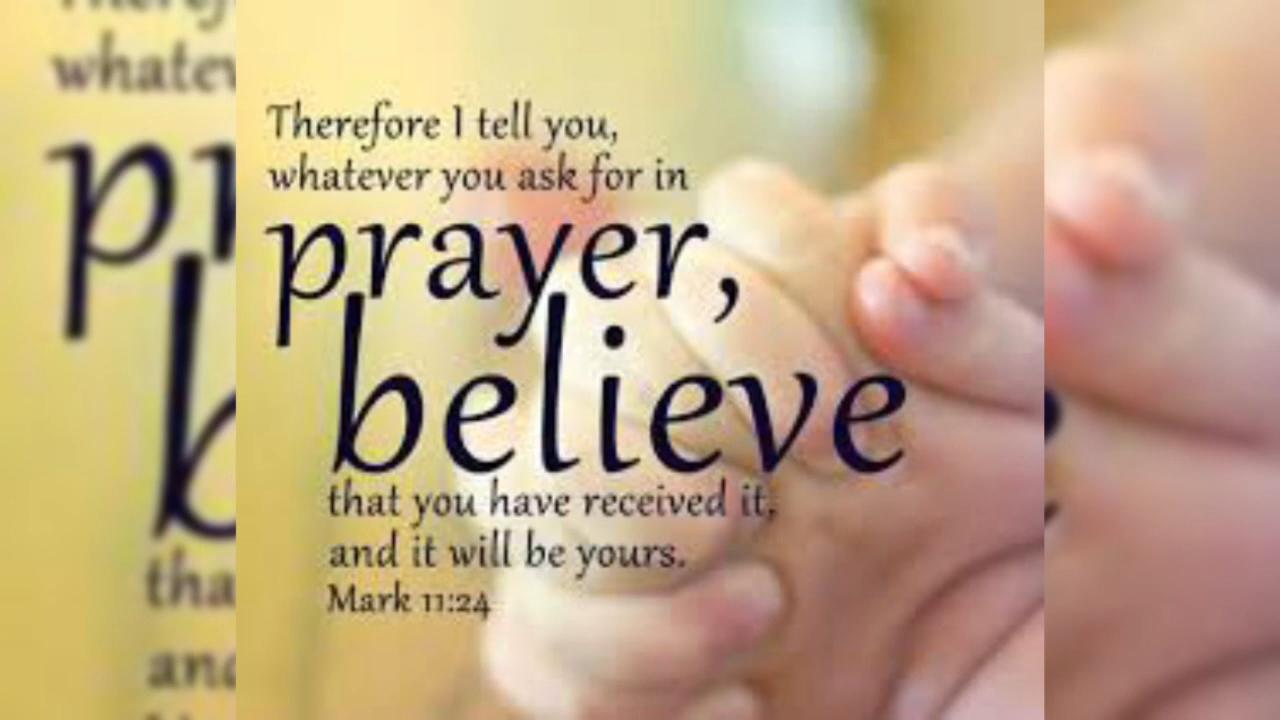 Therefore I tell you,
whatever you ask for in
prayer,
believe
that you have received it,
and it will be yours.
Mark 11:24